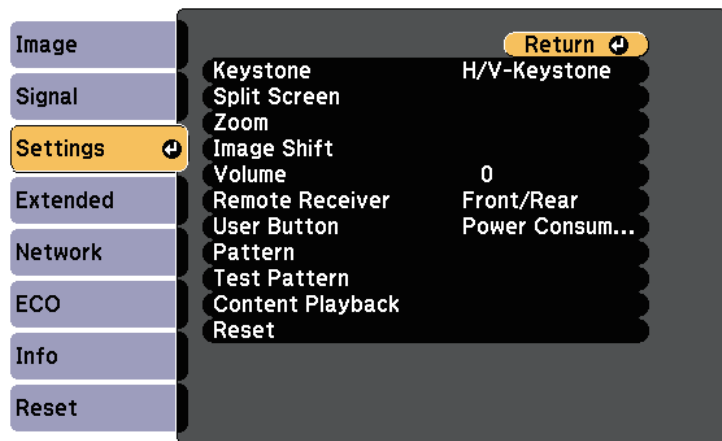 Image
Signal
Settings
Extended
Network
ECO
Info
Reset
Return
Keystone H/V-Keystone
Split Screen
Zoom
Image Shift
Volume 0
Remote Receiver Front/Rear
User Button Power Consum...
Pattern
Test Pattern
Content Playback
Reset